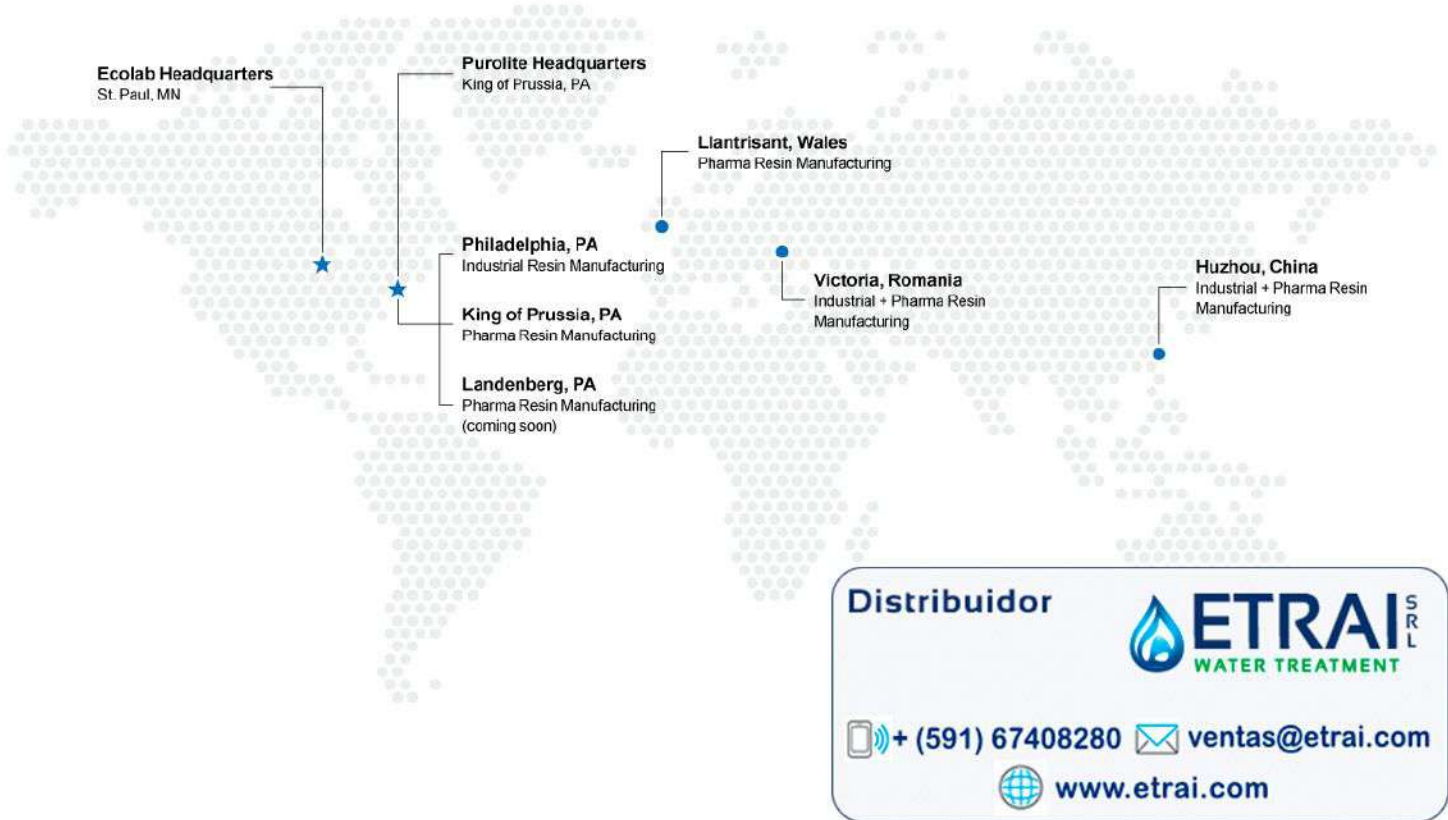 Ecolab Headquarters
St. Paul, MN
Purolite Headquarters
King of Prussia, PA
Llantrisant, Wales
Pharma Resin Manufacturing
Philadelphia, PA
Industrial Resin Manufacturing
King of Prussia, PA
Pharma Resin Manufacturing
Landenberg, PA
Pharma Resin Manufacturing
(coming soon)
Victoria, Romania
Industrial + Pharma Resin
Manufacturing
Huzhou, China
Industrial + Pharma Resin
Manufacturing
Distribuidor
ETRAI SRL
WATER TREATMENT
+ (591) 67408280
ventas@etrai.com
www.etrai.com